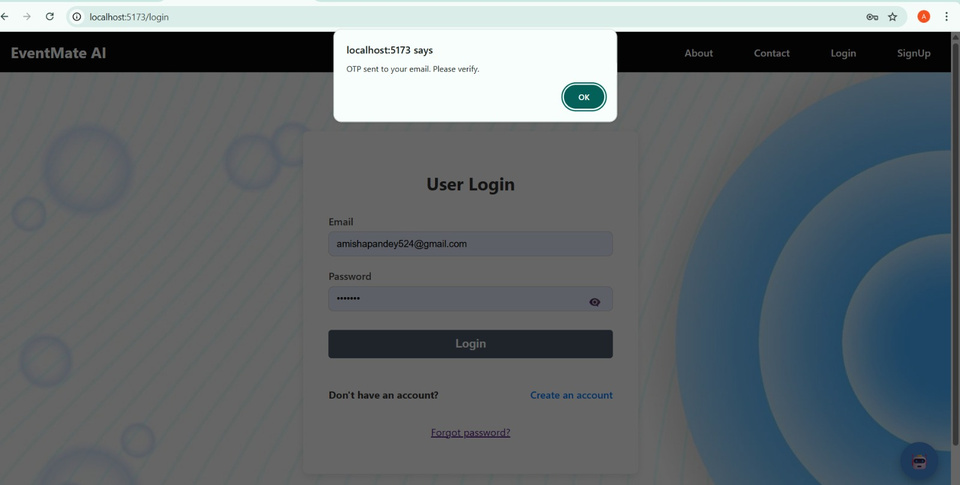 localhost:5173/login
A
EventMate AI
About
Contact
Login
SignUp
localhost:5173 says
OTP sent to your email. Please verify.
OK
User Login
Email
amishapandey524@gmail.com
Password
•••••••
Login
Don't have an account?
Create an account
Forgot password?